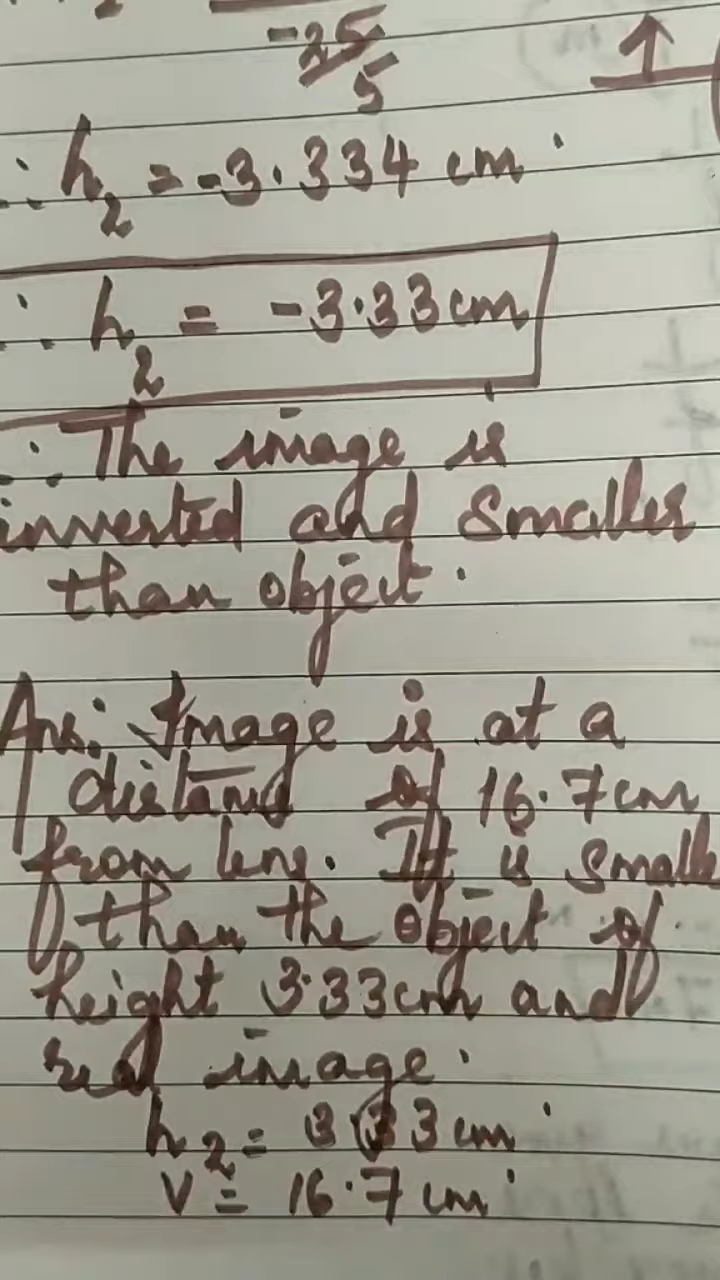 -25
5
∴ h₂ = -3.334 cm.
∴ h₂ = -3.33 cm
∴ The image is
inverted and smaller
than object.
Ans: Image is at a
distance of 16.7 cm
from lens. It is smaller
than the object of
height 3.33 cm and
real image.
h₂ = 3.33 cm.
v = 16.7 cm.